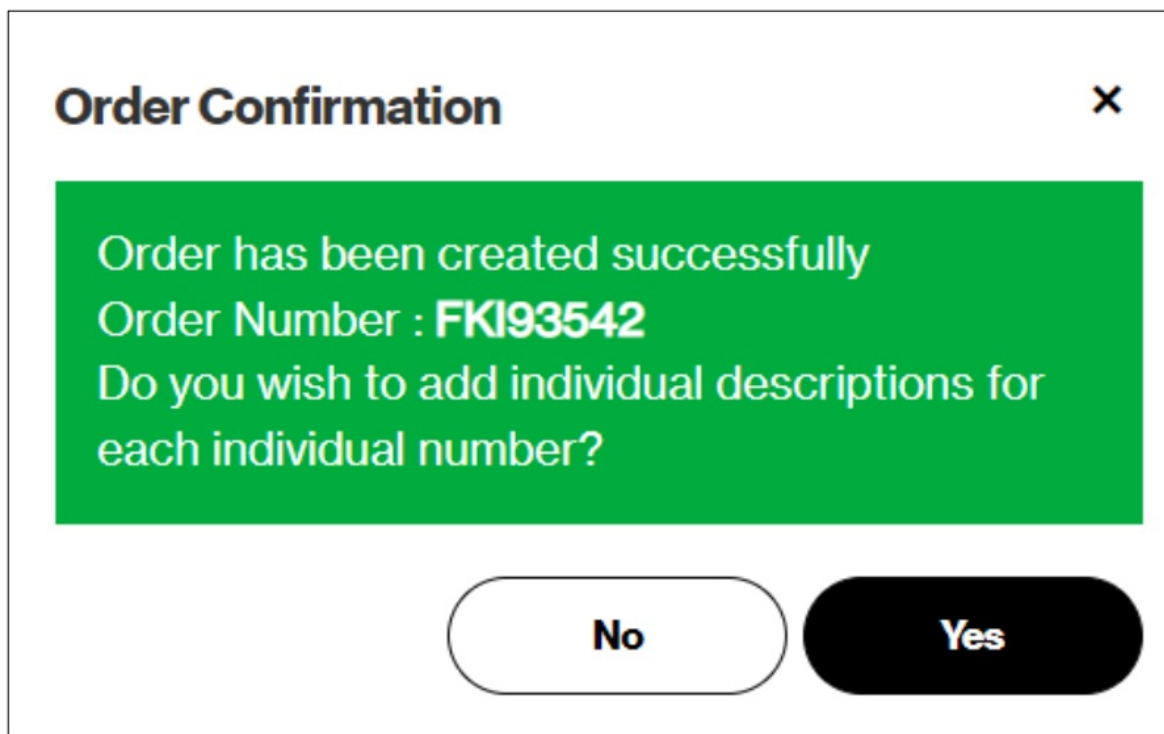 Order Confirmation ×
Order has been created successfully
Order Number : FKI93542
Do you wish to add individual descriptions for
each individual number?
No Yes